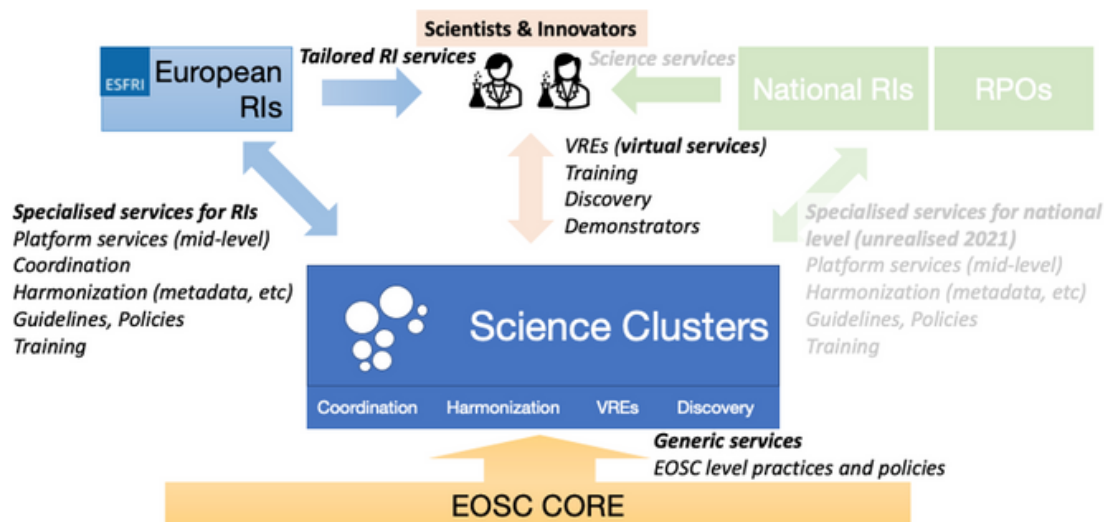 Scientists & Innovators
ESFRI
European
RIs
Tailored RI services
Science services
National RIs
RPOs
VREs (virtual services)
Training
Discovery
Demonstrators
Specialised services for RIs
Platform services (mid-level)
Coordination
Harmonization (metadata, etc)
Guidelines, Policies
Training
Specialised services for national
level (unrealised 2021)
Platform services (mid-level)
Harmonization (metadata, etc)
Guidelines, Policies
Training
Science Clusters
Coordination
Harmonization
VREs
Discovery
Generic services
EOSC level practices and policies
EOSC CORE